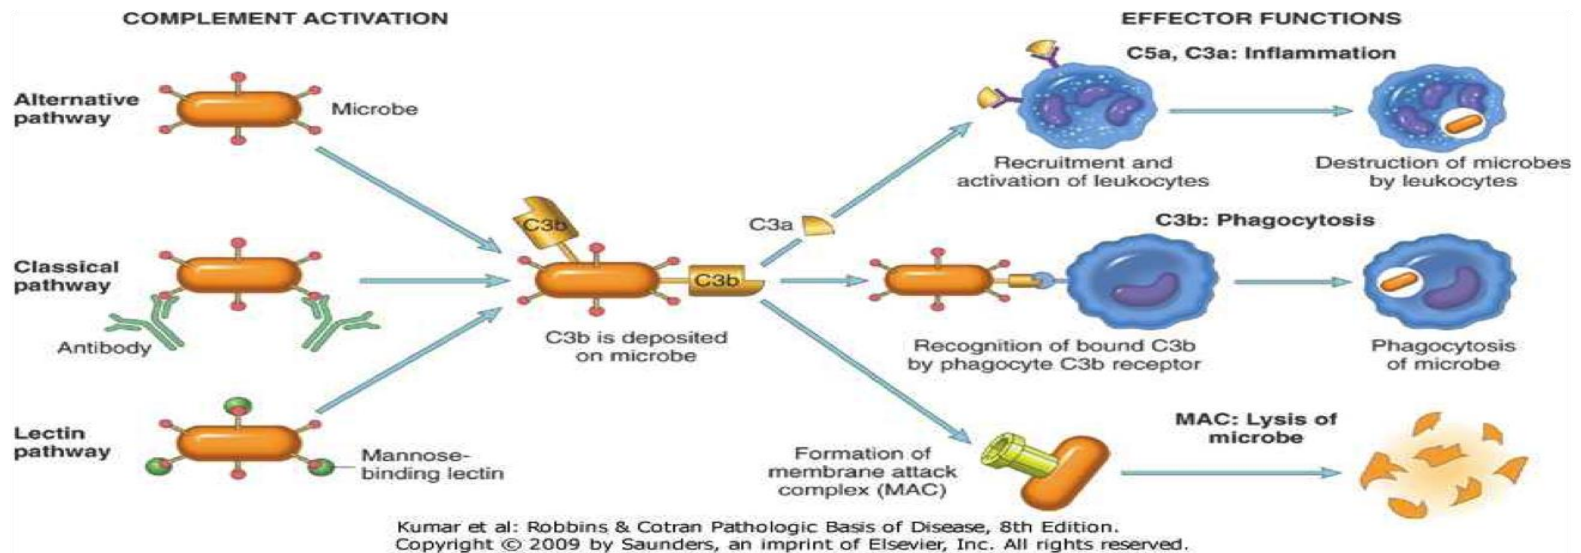 COMPLEMENT ACTIVATION
EFFECTOR FUNCTIONS
C5a, C3a: Inflammation
Alternative
pathway
Microbe
Recruitment and
activation of leukocytes
Destruction of microbes
by leukocytes
C3b
C3a
C3b: Phagocytosis
Classical
pathway
C3b
Antibody
C3b is deposited
on microbe
Recognition of bound C3b
by phagocyte C3b receptor
Phagocytosis
of microbe
Lectin
pathway
Mannose-
binding lectin
Formation of
membrane attack
complex (MAC)
MAC: Lysis of
microbe
Kumar et al: Robbins & Cotran Pathologic Basis of Disease, 8th Edition.
Copyright © 2009 by Saunders, an imprint of Elsevier, Inc. All rights reserved.